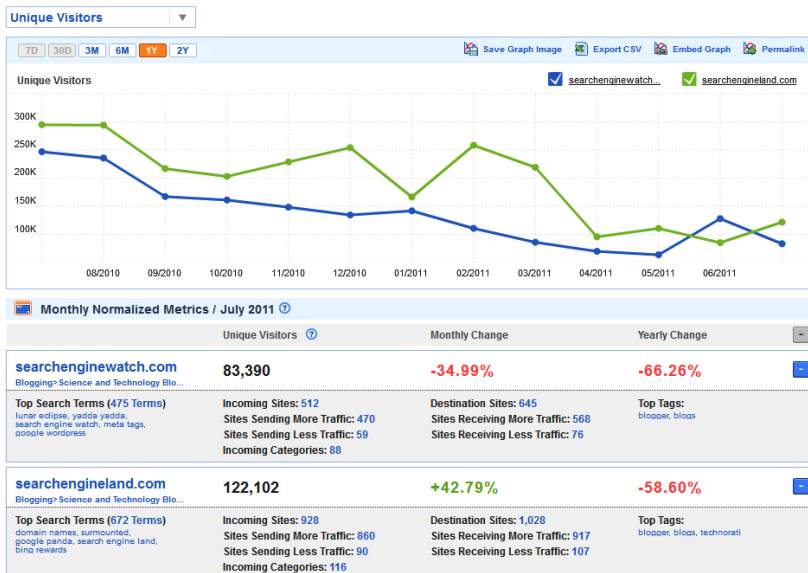 Unique Visitors
7D 30D 3M 6M 1Y 2Y Save Graph Image Export CSV Embed Graph Permalink
Unique Visitors searchenginewatch... searchengineland.com
300K
250K
200K
150K
100K
08/2010 09/2010 10/2010 11/2010 12/2010 01/2011 02/2011 03/2011 04/2011 05/2011 06/2011
Monthly Normalized Metrics / July 2011 ?
Unique Visitors ? Monthly Change Yearly Change -
searchenginewatch.com 83,390 -34.99% -66.26% -
Blogging>Science and Technology Blo...
Top Search Terms (475 Terms) Incoming Sites: 512 Destination Sites: 645 Top Tags:
lunar eclipse, yadda yadda, Sites Sending More Traffic: 470 Sites Receiving More Traffic: 568 blogger, blogs
search engine watch, meta tags, Sites Sending Less Traffic: 59 Sites Receiving Less Traffic: 76
google wordpress Incoming Categories: 88
searchengineland.com 122,102 +42.79% -58.60% -
Blogging>Science and Technology Blo...
Top Search Terms (672 Terms) Incoming Sites: 928 Destination Sites: 1,028 Top Tags:
domain names, surmounted, Sites Sending More Traffic: 860 Sites Receiving More Traffic: 917 blogger, blogs, technorati
google panda, search engine land, Sites Sending Less Traffic: 90 Sites Receiving Less Traffic: 107
bing rewards Incoming Categories: 116